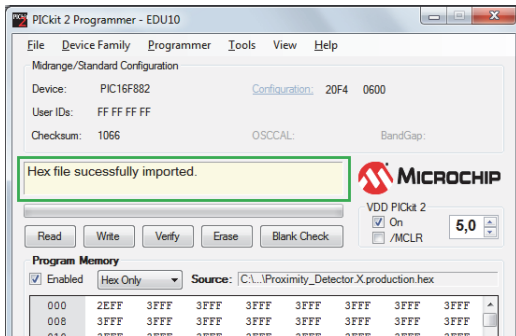 PICkit 2 Programmer - EDU10
File Device Family Programmer Tools View Help
Midrange/Standard Configuration
Device: PIC16F882 Configuration: 20F4 0600
User IDs: FF FF FF FF
Checksum: 1066 OSCCAL: BandGap:
Hex file sucessfully imported.
MICROCHIP
VDD PICkit 2
On
/MCLR
5,0
Read Write Verify Erase Blank Check
Program Memory
Enabled Hex Only Source: C:\...\Proximity_Detector.X.production.hex
000 2EFF 3FFF 3FFF 3FFF 3FFF 3FFF 3FFF 3FFF
008 3FFF 3FFF 3FFF 3FFF 3FFF 3FFF 3FFF 3FFF